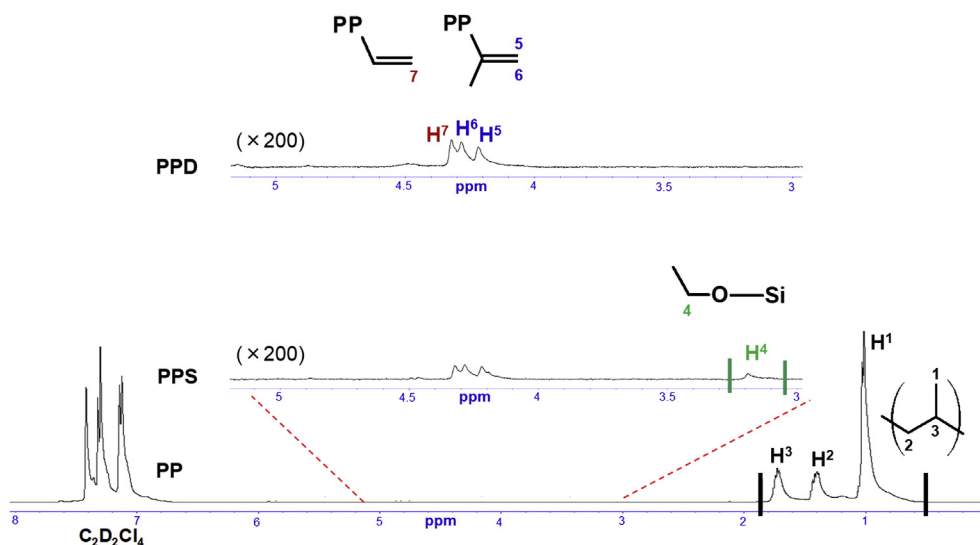 PP PP
5
7 6
(×200) H⁷ H⁶ H⁵
PPD
5 4.5 ppm 4 3.5 3
O Si
4
H¹
(×200) H⁴
PPS
1
5 4.5 ppm 4 3.5 3
2 3
PP H³ H²
8 7 6 5 ppm 4 3 2 1
C₂D₂Cl₄